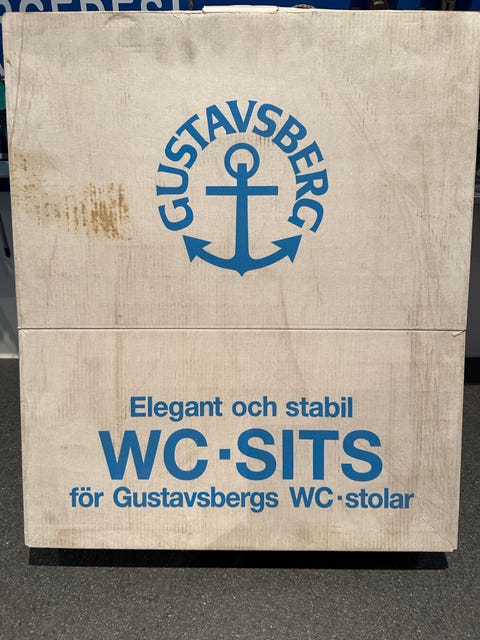 GUSTAVSBERG
Elegant och stabil
WC·SITS
för Gustavsbergs WC·stolar